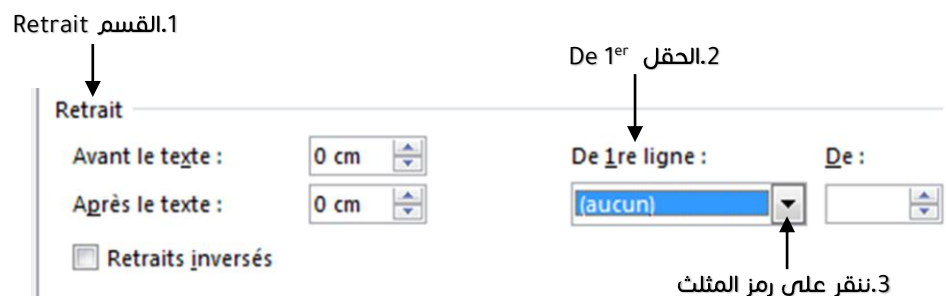 1.القسم Retrait
2.الحقل De 1er
Retrait
Avant le texte : 0 cm De 1re ligne : De :
Après le texte : 0 cm (aucun)
Retraits inversés
3.ننقر على رمز المثلث